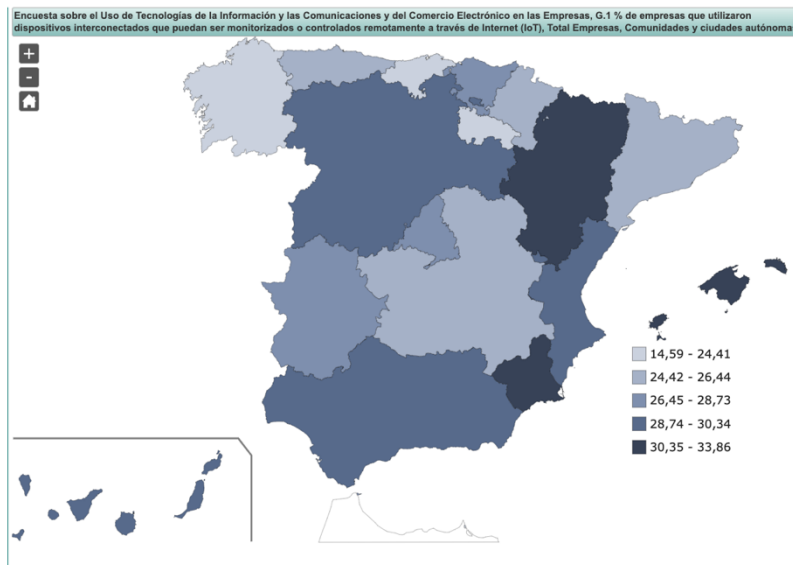 Encuesta sobre el Uso de Tecnologías de la Información y las Comunicaciones y del Comercio Electrónico en las Empresas, G.1 % de empresas que utilizaron
dispositivos interconectados que puedan ser monitorizados o controlados remotamente a través de Internet (IoT), Total Empresas, Comunidades y ciudades autónoma
+
-
14,59 - 24,41
24,42 - 26,44
26,45 - 28,73
28,74 - 30,34
30,35 - 33,86